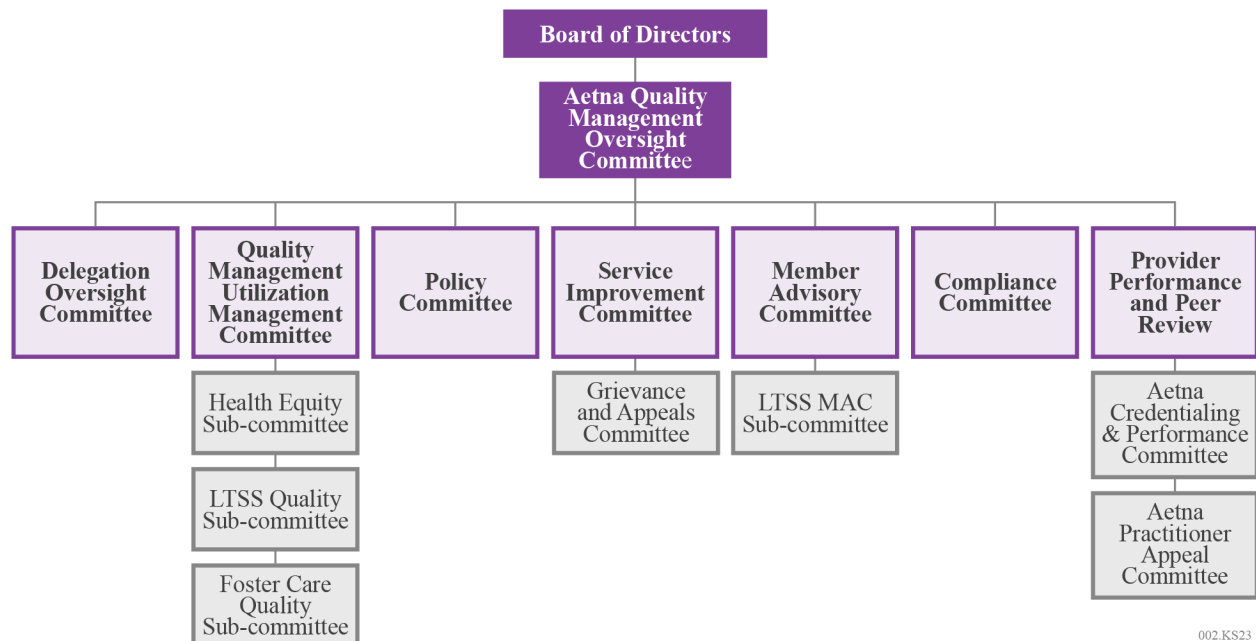 Board of Directors
Aetna Quality
Management
Oversight
Committee
Delegation
Oversight
Committee
Quality
Management
Utilization
Management
Committee
Policy
Committee
Service
Improvement
Committee
Member
Advisory
Committee
Compliance
Committee
Provider
Performance
and Peer
Review
Health Equity
Sub-committee
LTSS Quality
Sub-committee
Foster Care
Quality
Sub-committee
Grievance
and Appeals
Committee
LTSS MAC
Sub-committee
Aetna
Credentialing
& Performance
Committee
Aetna
Practitioner
Appeal
Committee
002.KS23